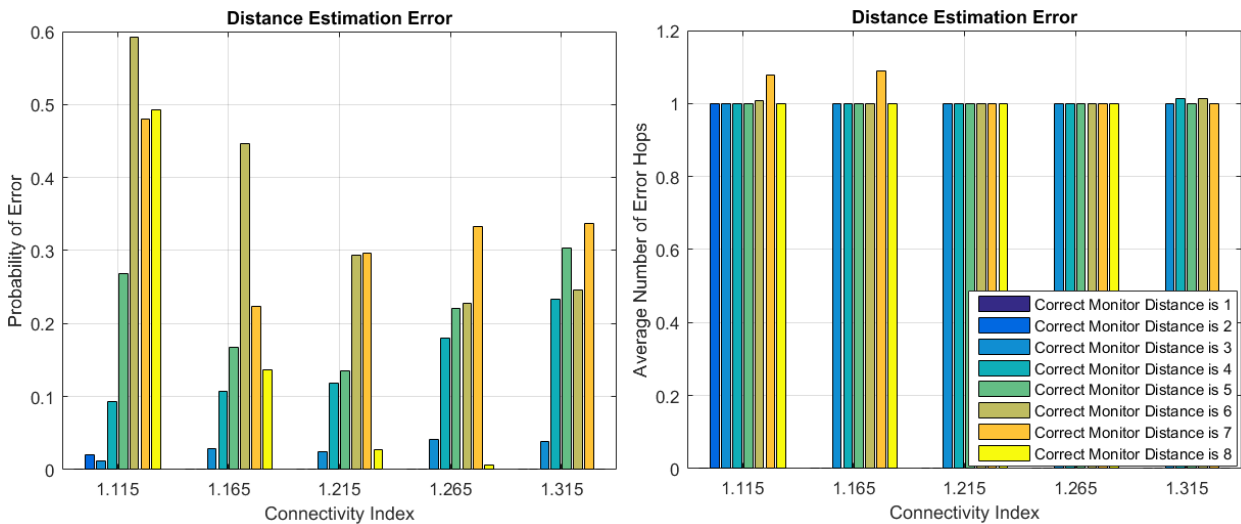 Distance Estimation Error
0.6
0.5
0.4
0.3
0.2
0.1
0
Probability of Error
1.115 1.165 1.215 1.265 1.315
Connectivity Index
Distance Estimation Error
1.2
1
0.8
0.6
0.4
0.2
0
Average Number of Error Hops
Correct Monitor Distance is 1
Correct Monitor Distance is 2
Correct Monitor Distance is 3
Correct Monitor Distance is 4
Correct Monitor Distance is 5
Correct Monitor Distance is 6
Correct Monitor Distance is 7
Correct Monitor Distance is 8
1.115 1.165 1.215 1.265 1.315
Connectivity Index